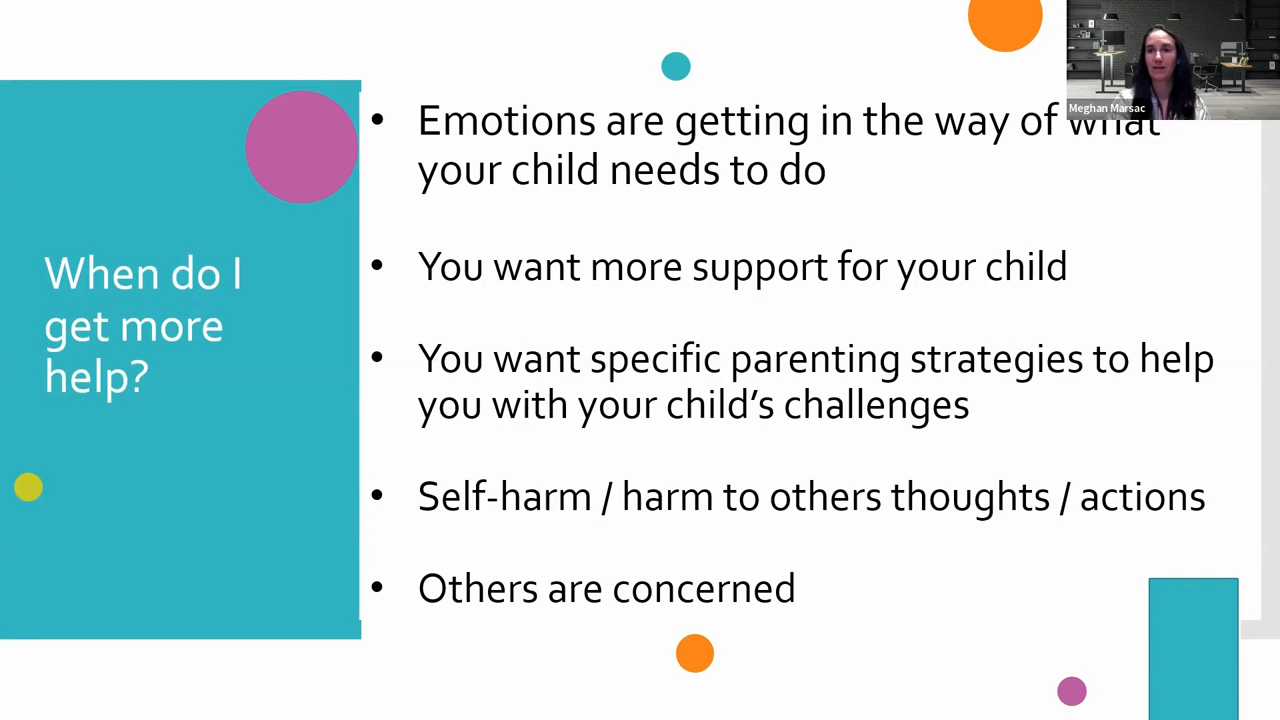 Meghan Marsac
When do I
get more
help?
• Emotions are getting in the way of what
your child needs to do
• You want more support for your child
• You want specific parenting strategies to help
you with your child’s challenges
• Self-harm / harm to others thoughts / actions
• Others are concerned